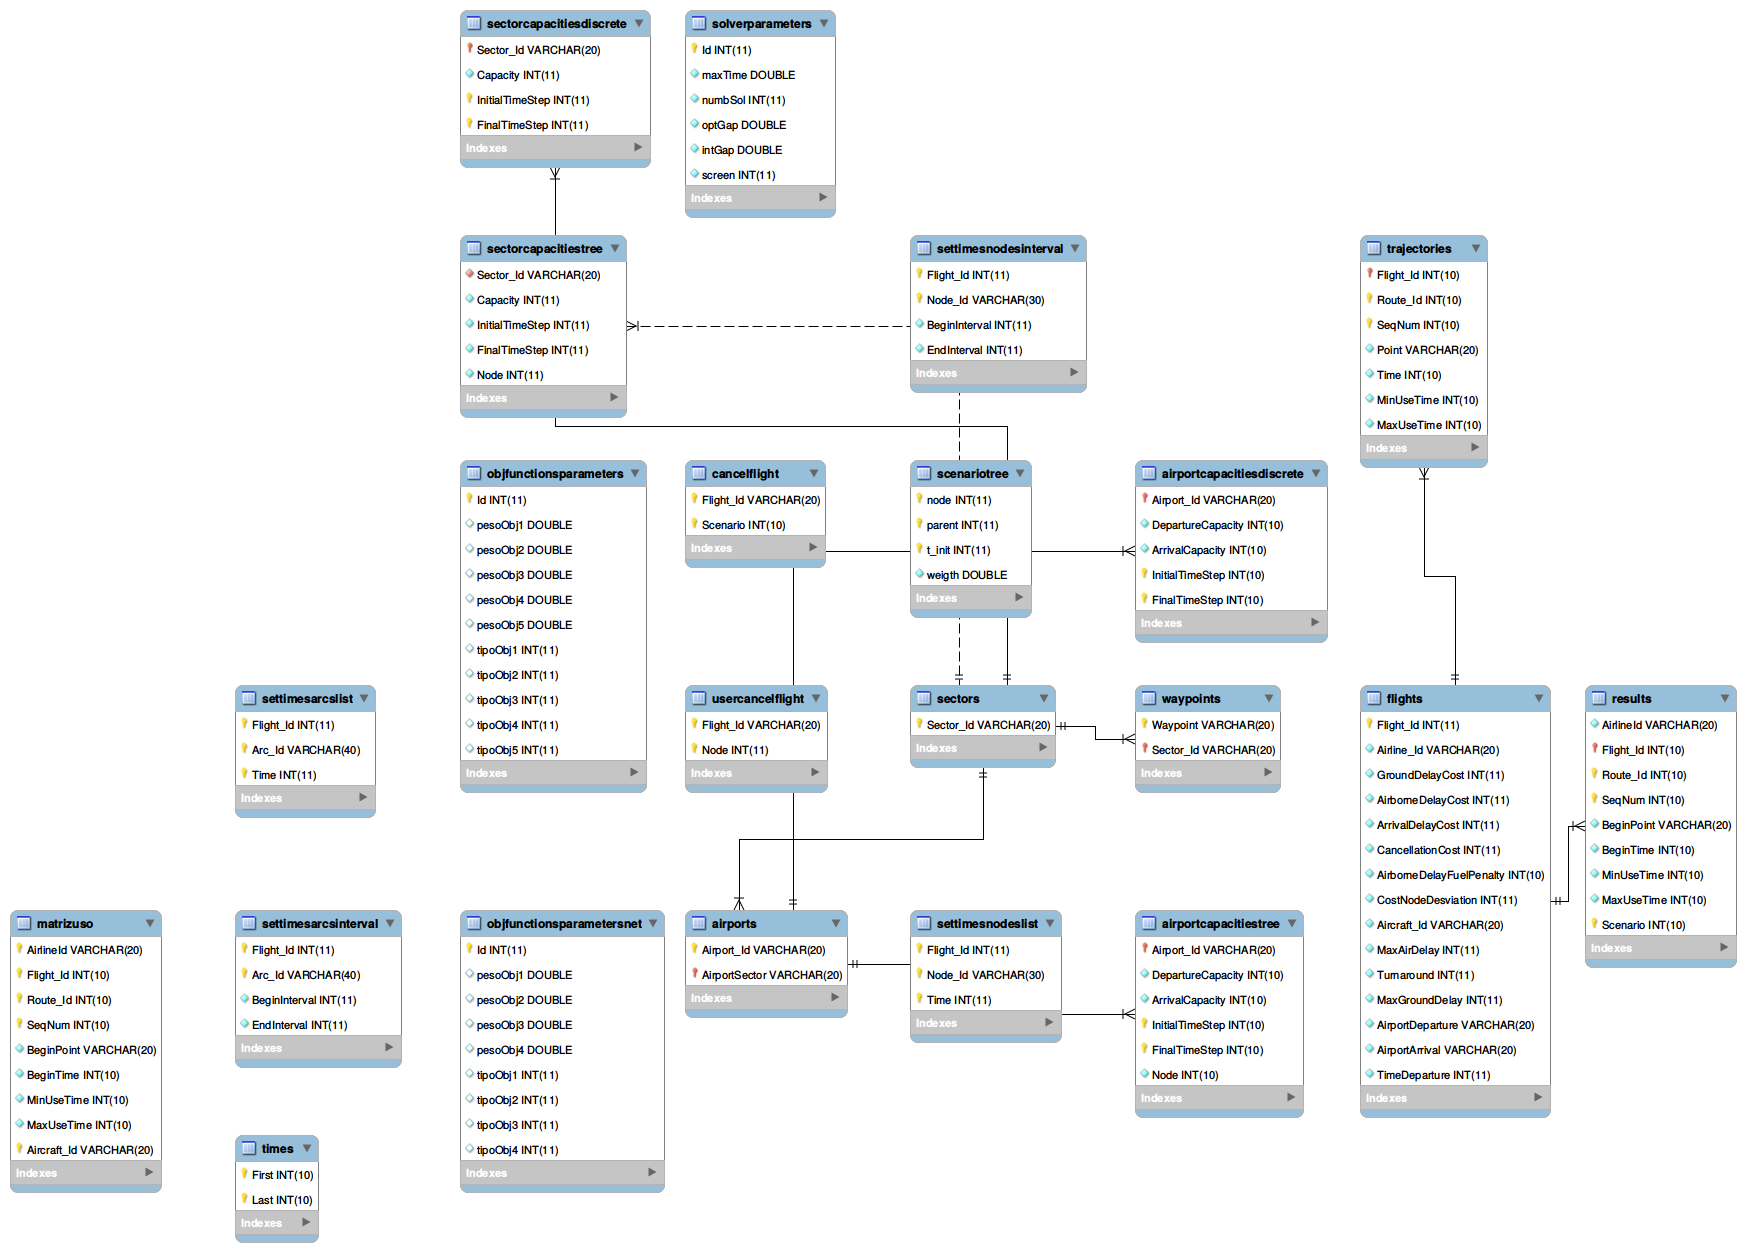 sectorcapacitiesdiscrete
Sector_Id VARCHAR(20)
Capacity INT(11)
InitialTimeStep INT(11)
FinalTimeStep INT(11)
Indexes
solverparameters
Id INT(11)
maxTime DOUBLE
numbSol INT(11)
optGap DOUBLE
intGap DOUBLE
screen INT(11)
Indexes
sectorcapacitiestree
Sector_Id VARCHAR(20)
Capacity INT(11)
InitialTimeStep INT(11)
FinalTimeStep INT(11)
Node INT(11)
Indexes
settimesnodesinterval
Flight_Id INT(11)
Node_Id VARCHAR(30)
BeginInterval INT(11)
EndInterval INT(11)
Indexes
trajectories
Flight_Id INT(10)
Route_Id INT(10)
SeqNum INT(10)
Point VARCHAR(20)
Time INT(10)
MinUseTime INT(10)
MaxUseTime INT(10)
Indexes
objfunctionsparameters
Id INT(11)
pesoObj1 DOUBLE
pesoObj2 DOUBLE
pesoObj3 DOUBLE
pesoObj4 DOUBLE
pesoObj5 DOUBLE
tipoObj1 INT(11)
tipoObj2 INT(11)
tipoObj3 INT(11)
tipoObj4 INT(11)
tipoObj5 INT(11)
Indexes
cancelflight
Flight_Id VARCHAR(20)
Scenario INT(10)
Indexes
scenariotree
node INT(11)
parent INT(11)
t_init INT(11)
weigth DOUBLE
Indexes
airportcapacitiesdiscrete
Airport_Id VARCHAR(20)
DepartureCapacity INT(10)
ArrivalCapacity INT(10)
InitialTimeStep INT(10)
FinalTimeStep INT(10)
Indexes
settimesarcslist
Flight_Id INT(11)
Arc_Id VARCHAR(40)
Time INT(11)
Indexes
usercancelflight
Flight_Id VARCHAR(20)
Node INT(11)
Indexes
sectors
Sector_Id VARCHAR(20)
Indexes
waypoints
Waypoint VARCHAR(20)
Sector_Id VARCHAR(20)
Indexes
flights
Flight_Id INT(11)
Airline_Id VARCHAR(20)
GroundDelayCost INT(11)
AirborneDelayCost INT(11)
ArrivalDelayCost INT(11)
CancellationCost INT(11)
AirborneDelayFuelPenalty INT(10)
CostNodeDesviation INT(11)
Aircraft_Id VARCHAR(20)
MaxAirDelay INT(11)
Turnaround INT(11)
MaxGroundDelay INT(11)
AirportDeparture VARCHAR(20)
AirportArrival VARCHAR(20)
TimeDeparture INT(11)
Indexes
results
AirlineId VARCHAR(20)
Flight_Id INT(10)
Route_Id INT(10)
SeqNum INT(10)
BeginPoint VARCHAR(20)
BeginTime INT(10)
MinUseTime INT(10)
MaxUseTime INT(10)
Scenario INT(10)
Indexes
matrizuso
AirlineId VARCHAR(20)
Flight_Id INT(10)
Route_Id INT(10)
SeqNum INT(10)
BeginPoint VARCHAR(20)
BeginTime INT(10)
MinUseTime INT(10)
MaxUseTime INT(10)
Aircraft_Id VARCHAR(20)
Indexes
settimesarcsinterval
Flight_Id INT(11)
Arc_Id VARCHAR(40)
BeginInterval INT(11)
EndInterval INT(11)
Indexes
objfunctionsparametersnet
Id INT(11)
pesoObj1 DOUBLE
pesoObj2 DOUBLE
pesoObj3 DOUBLE
pesoObj4 DOUBLE
tipoObj1 INT(11)
tipoObj2 INT(11)
tipoObj3 INT(11)
tipoObj4 INT(11)
Indexes
airports
Airport_Id VARCHAR(20)
AirportSector VARCHAR(20)
Indexes
settimesnodeslist
Flight_Id INT(11)
Node_Id VARCHAR(30)
Time INT(11)
Indexes
airportcapacitiestree
Airport_Id VARCHAR(20)
DepartureCapacity INT(10)
ArrivalCapacity INT(10)
InitialTimeStep INT(10)
FinalTimeStep INT(10)
Node INT(10)
Indexes
times
First INT(10)
Last INT(10)
Indexes